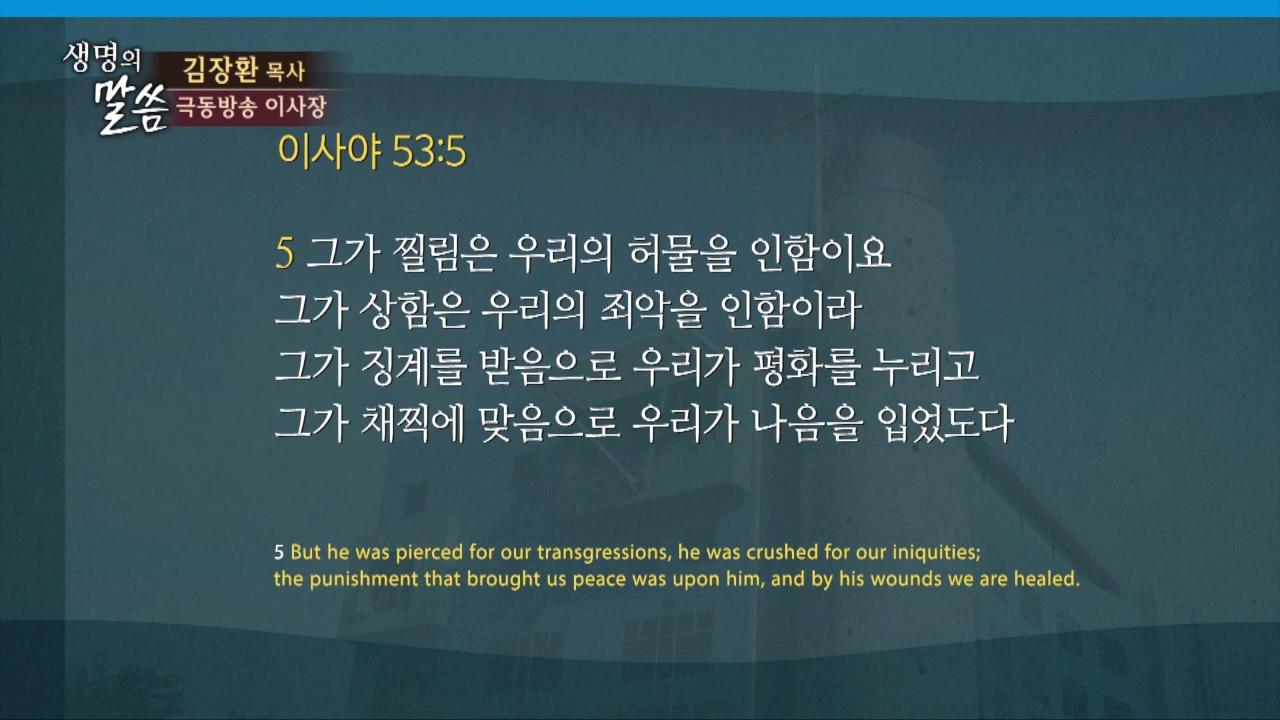 생명의
말씀
김장환 목사
극동방송 이사장
이사야 53:5
5 그가 찔림은 우리의 허물을 인함이요
그가 상함은 우리의 죄악을 인함이라
그가 징계를 받음으로 우리가 평화를 누리고
그가 채찍에 맞음으로 우리가 나음을 입었도다
5 But he was pierced for our transgressions, he was crushed for our iniquities;
the punishment that brought us peace was upon him, and by his wounds we are healed.